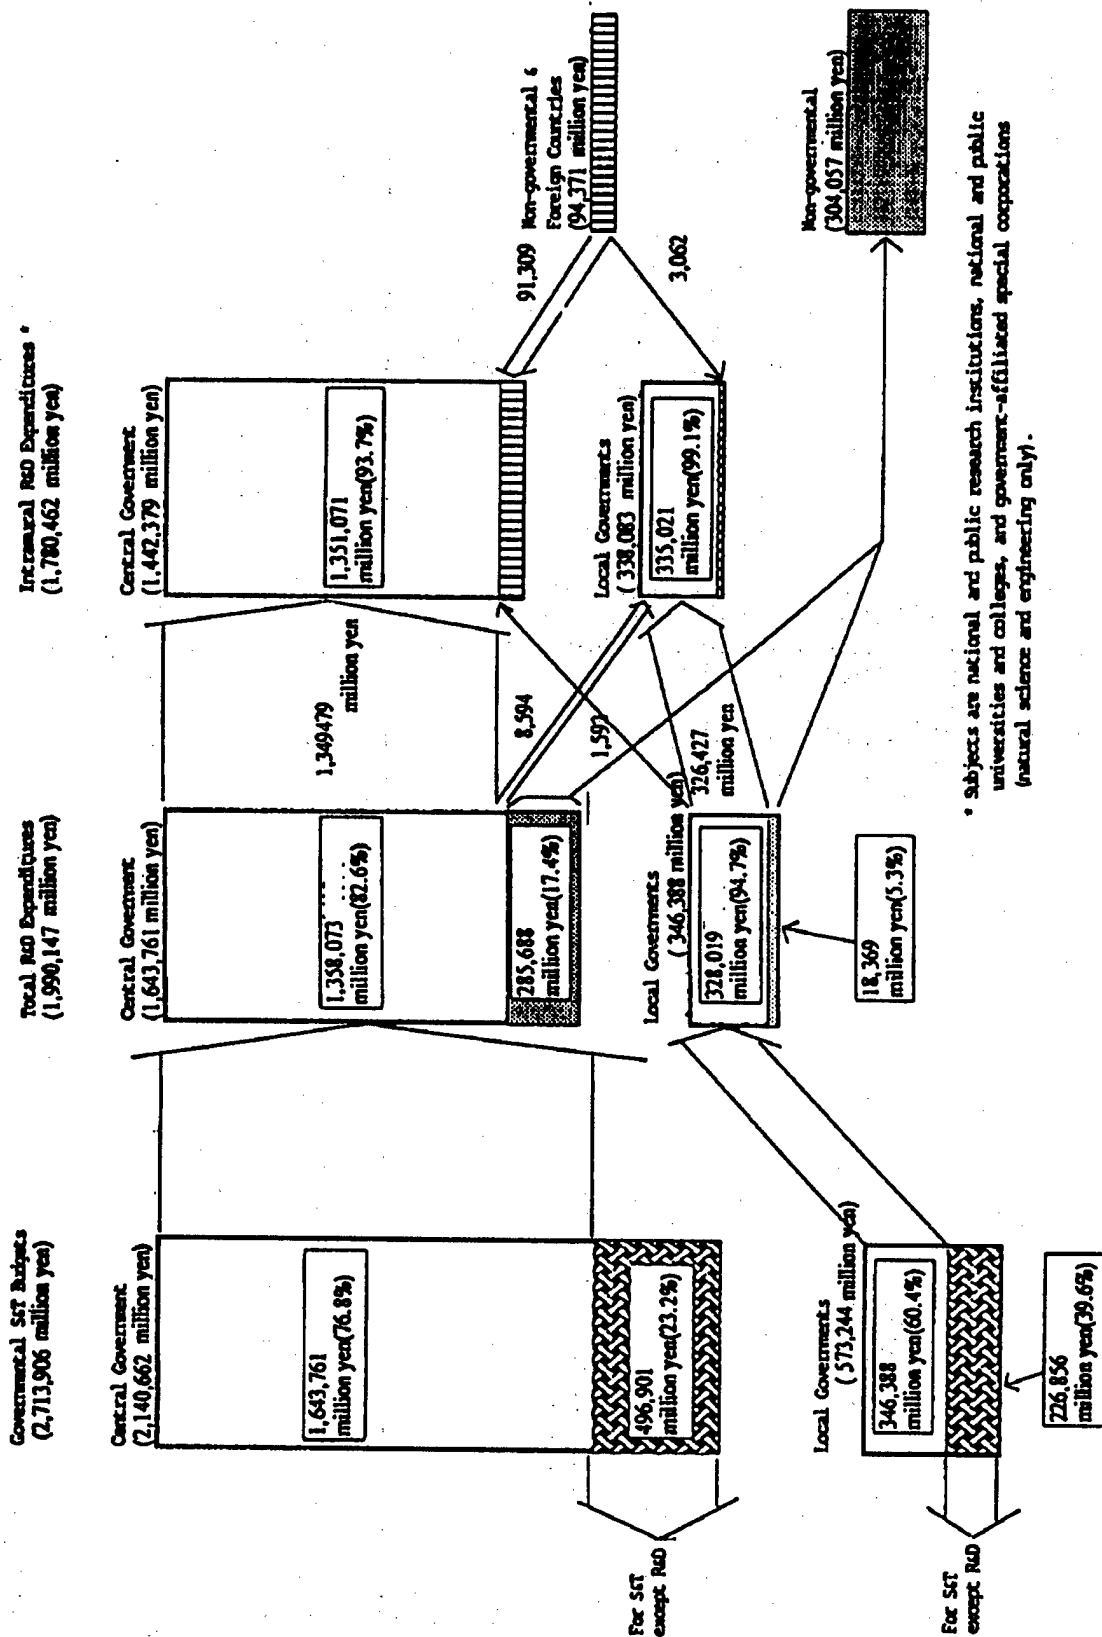 Governmental S&T Budgets
(2,713,906 million yen)
Central Government
(2,140,662 million yen)
1,643,761
million yen(76.8%)
496,901
million yen(23.2%)
For S&T
except R&D
Local Governments
( 573,244 million yen)
346,388
million yen(60.4%)
226,856
million yen(39.6%)
For S&T
except R&D
Total R&D Expenditures
(1,990,147 million yen)
Central Government
(1,643,761 million yen)
1,358,073
million yen(82.6%)
285,688
million yen(17.4%)
Local Governments
( 346,388 million yen)
328,019
million yen(94.7%)
18,369
million yen(5.3%)
1,349479
million yen
8,594
1,592
326,427
million yen
Intramural R&D Expenditures *
(1,780,462 million yen)
Central Government
(1,442,379 million yen)
1,351,071
million yen(93.7%)
Local Governments
( 338,083 million yen)
335,021
million yen(99.1%)
91,309
3,062
Non-governmental &
Foreign Countries
(94,371 million yen)
Non-governmental
(304,057 million yen)
* Subjects are national and public research institutions, national and public
universities and colleges, and government-affiliated special corporations
(natural science and engineering only).